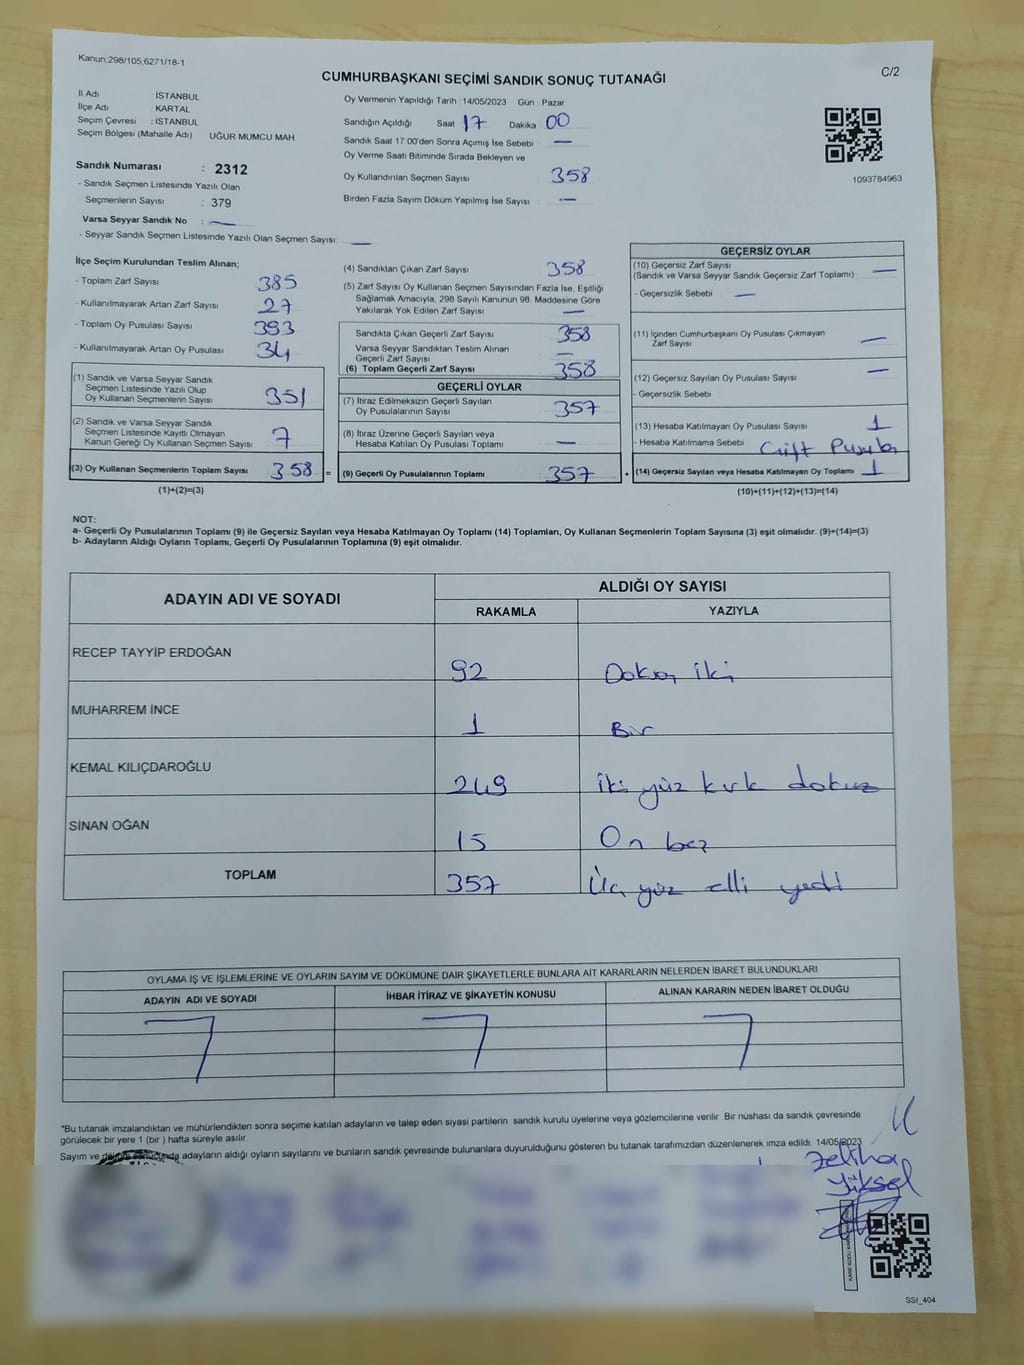 Kanun:298/105,6271/18-1
C/2
CUMHURBAŞKANI SEÇİMİ SANDIK SONUÇ TUTANAĞI
İl Adı : İSTANBUL
İlçe Adı : KARTAL
Seçim Çevresi : İSTANBUL
Seçim Bölgesi (Mahalle Adı) UĞUR MUMCU MAH
Sandık Numarası : 2312
- Sandık Seçmen Listesinde Yazılı Olan
Seçmenlerin Sayısı : 379
Varsa Seyyar Sandık No : —
- Seyyar Sandık Seçmen Listesinde Yazılı Olan Seçmen Sayısı: —
Oy Vermenin Yapıldığı Tarih : 14/05/2023 Gün : Pazar
Sandığın Açıldığı Saat 17 Dakika 00
Sandık Saat 17 00'den Sonra Açımış İse Sebebi : —
Oy Verme Saati Bitiminde Sırada Bekleyen ve
Oy Kullandırılan Seçmen Sayısı : 358
Birden Fazla Sayım Döküm Yapılmış İse Sayısı : —
1093784963
İlçe Seçim Kurulundan Teslim Alınan;
- Toplam Zarf Sayısı : 385
- Kullanılmayarak Artan Zarf Sayısı : 27
- Toplam Oy Pusulası Sayısı : 393
- Kullanılmayarak Artan Oy Pusulası : 34
(1) Sandık ve Varsa Seyyar Sandık
Seçmen Listesinde Yazılı Olup
Oy Kullanan Seçmenlerin Sayısı : 351
(2) Sandık ve Varsa Seyyar Sandık
Seçmen Listesinde Kayıtlı Olmayan
Kanun Gereği Oy Kullanan Seçmen Sayısı : 7
(3) Oy Kullanan Seçmenlerin Toplam Sayısı : 358 =
(1)+(2)=(3)
(4) Sandıktan Çıkan Zarf Sayısı : 358
(5) Zarf Sayısı Oy Kullanan Seçmen Sayısından Fazla İse, Eşitliği
Sağlamak Amacıyla, 298 Sayılı Kanunun 98. Maddesine Göre
Yakılarak Yok Edilen Zarf Sayısı : —
Sandıkta Çıkan Geçerli Zarf Sayısı : 358
Varsa Seyyar Sandıktan Teslim Alınan
Geçerli Zarf Sayısı : —
(6) Toplam Geçerli Zarf Sayısı : 358
GEÇERLİ OYLAR
(7) İtiraz Edilmeksizin Geçerli Sayılan
Oy Pusulalarının Sayısı : 357
(8) İtiraz Üzerine Geçerli Sayılan veya
Hesaba Katılan Oy Pusulası Toplamı : —
(9) Geçerli Oy Pusulalarının Toplamı : 357 +
GEÇERSİZ OYLAR
(10) Geçersiz Zarf Sayısı :
(Sandık ve Varsa Seyyar Sandık Geçersiz Zarf Toplamı) —
- Geçersizlik Sebebi : —
(11) İçinden Cumhurbaşkanı Oy Pusulası Çıkmayan
Zarf Sayısı : —
(12) Geçersiz Sayılan Oy Pusulası Sayısı : —
- Geçersizlik Sebebi :
(13) Hesaba Katılmayan Oy Pusulası Sayısı : 1
- Hesaba Katılmama Sebebi : Çift Pusula
(14) Geçersiz Sayılan veya Hesaba Katılmayan Oy Toplamı : 1
(10)+(11)+(12)+(13)=(14)
NOT:
a- Geçerli Oy Pusulalarının Toplamı (9) ile Geçersiz Sayılan veya Hesaba Katılmayan Oy Toplamı (14) Toplamları, Oy Kullanan Seçmenlerin Toplam Sayısına (3) eşit olmalıdır. (9)+(14)=(3)
b- Adayların Aldığı Oyların Toplamı, Geçerli Oy Pusulalarının Toplamına (9) eşit olmalıdır.
ADAYIN ADI VE SOYADI ALDIĞI OY SAYISI
RAKAMLA YAZIYLA
RECEP TAYYİP ERDOĞAN 92 Doksan iki
MUHARREM İNCE 1 Bir
KEMAL KILIÇDAROĞLU 249 iki yüz kırk dokuz
SİNAN OĞAN 15 On beş
TOPLAM 357 Üç yüz elli yedi
OYLAMA İŞ VE İŞLEMLERİNE VE OYLARIN SAYIM VE DÖKÜMÜNE DAİR ŞİKAYETLERLE BUNLARA AİT KARARLARIN NELERDEN İBARET BULUNDUKLARI
ADAYIN ADI VE SOYADI İHBAR İTİRAZ VE ŞİKAYETİN KONUSU ALINAN KARARIN NEDEN İBARET OLDUĞU
*Bu tutanak imzalandıktan ve mühürlendikten sonra seçime katılan adayların ve talep eden siyasi partilerin sandık kurulu üyelerine veya gözlemcilerine verilir. Bir nüshası da sandık çevresinde
görülecek bir yere 1 (bir ) hafta süreyle asılır.
Sayım ve döküm sonucunda adayların aldığı oyların sayılarını ve bunların sandık çevresinde bulunanlara duyurulduğunu gösteren bu tutanak tarafımızdan düzenlenerek imza edildi. 14/05/2023
Zeliha
Yüksel
SSI_404